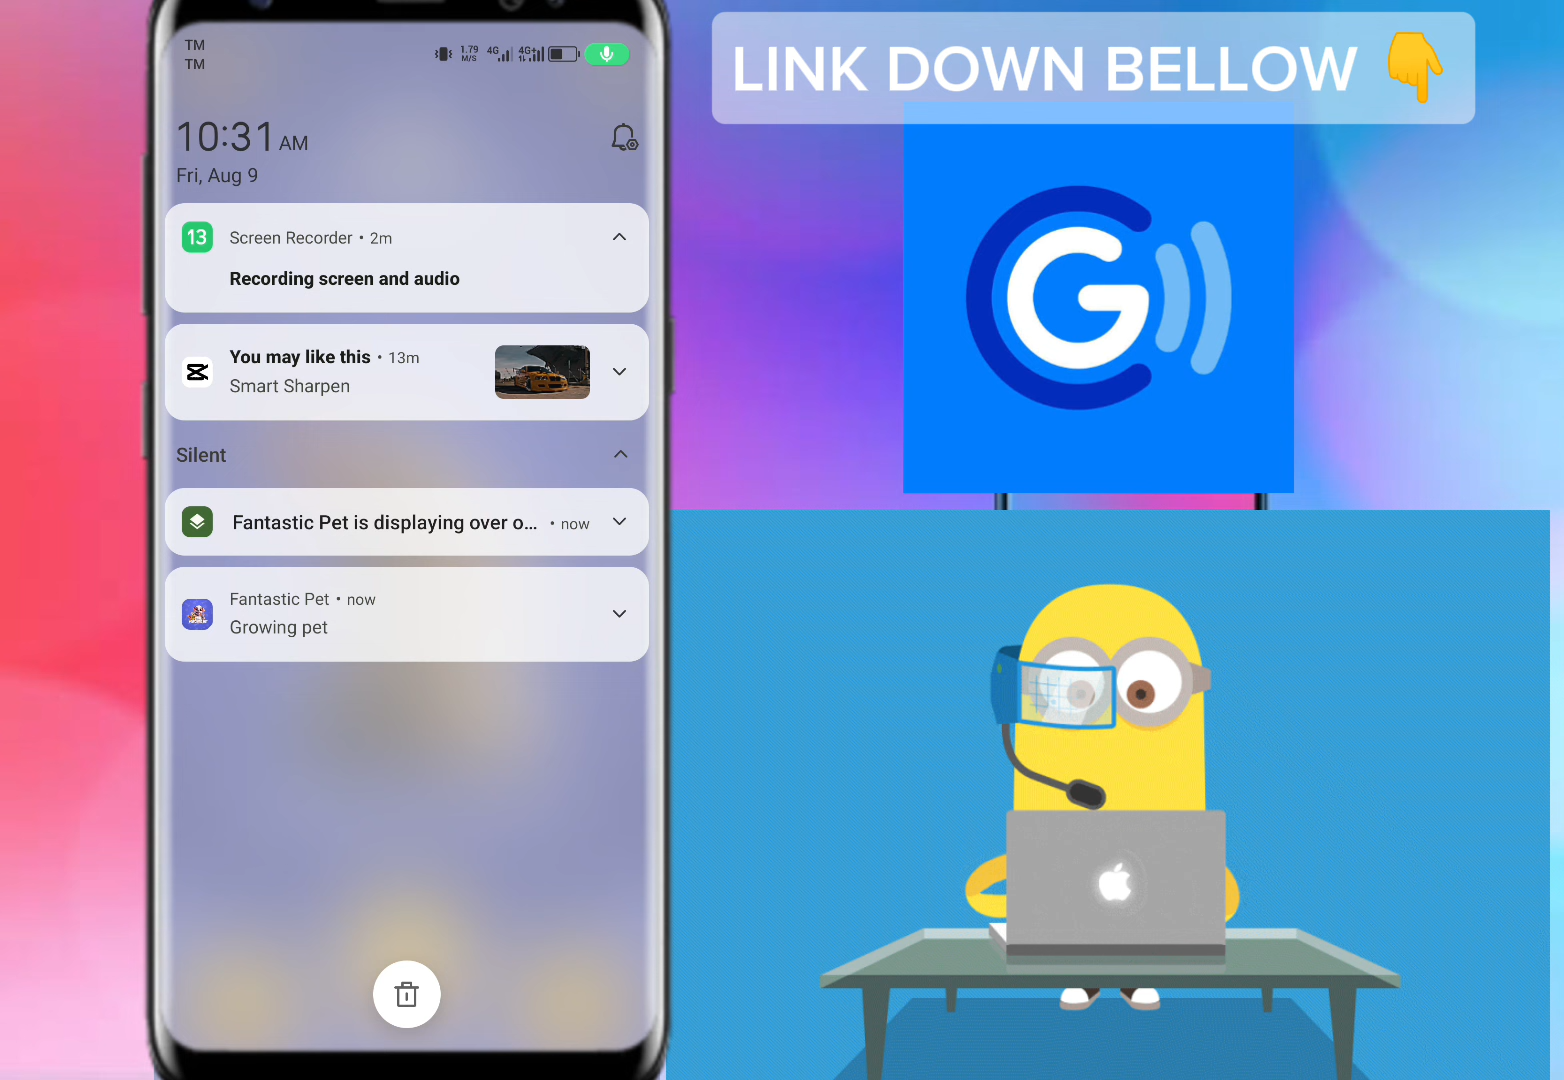 TM
TM
1.79
M/S
4G
4G+
10:31 AM
Fri, Aug 9
13
Screen Recorder • 2m
Recording screen and audio
You may like this • 13m
Smart Sharpen
Silent
Fantastic Pet is displaying over o... • now
Fantastic Pet • now
Growing pet
LINK DOWN BELLOW 👇
G